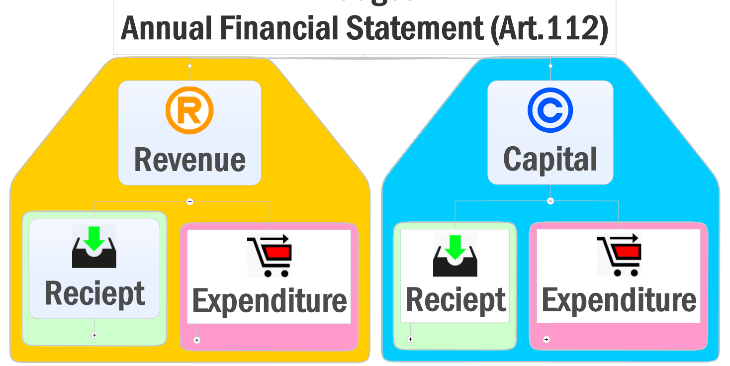 Annual Financial Statement (Art.112)
R
Revenue
©
Capital
Reciept
Expenditure
Reciept
Expenditure